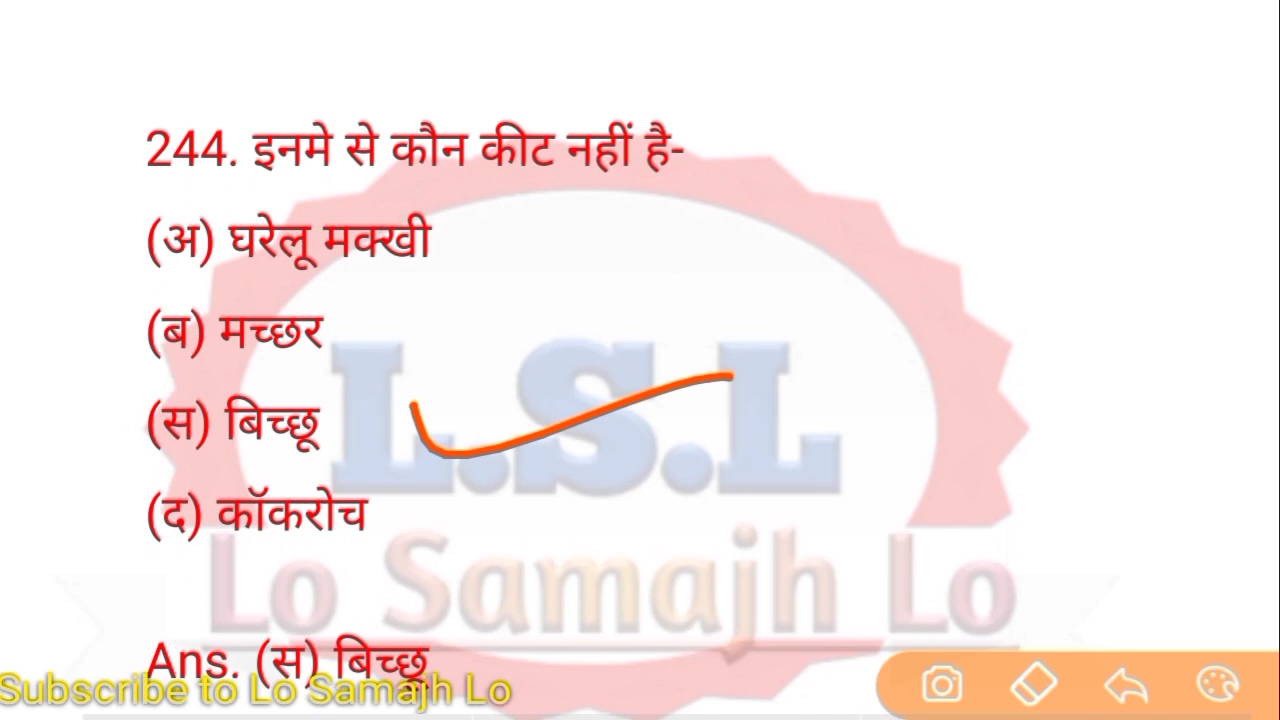 244. इनमे से कौन कीट नहीं है-
(अ) घरेलू मक्खी
(ब) मच्छर
(स) बिच्छू
(द) कॉकरोच
L.S.L
Lo Samajh Lo
Ans. (स) बिच्छू
Subscribe to Lo Samajh Lo